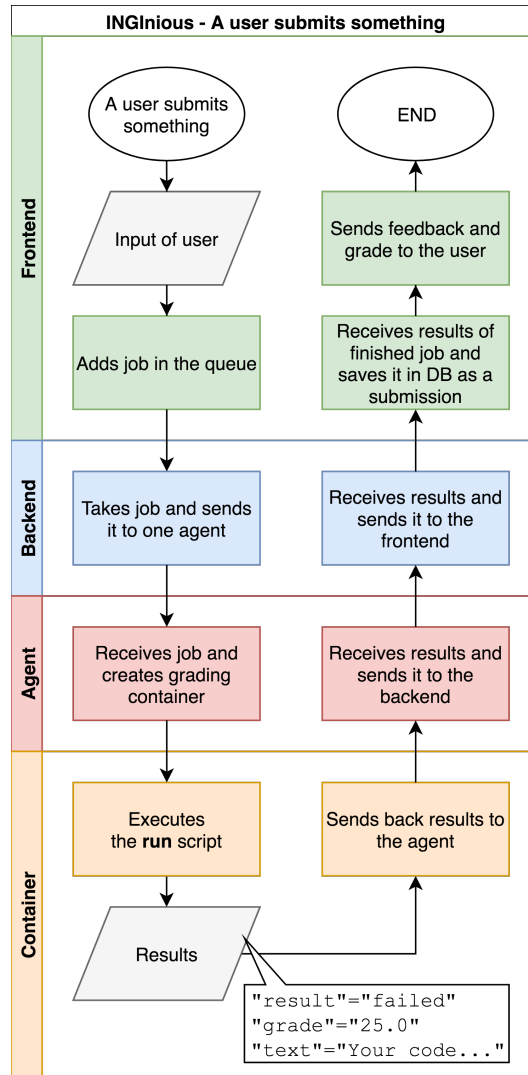 INGInious - A user submits something
Frontend
A user submits
something
Input of user
Adds job in the queue
END
Sends feedback and
grade to the user
Receives results of
finished job and
saves it in DB as a
submission
Backend
Takes job and sends
it to one agent
Receives results and
sends it to the
frontend
Agent
Receives job and
creates grading
container
Receives results and
sends it to the
backend
Container
Executes
the run script
Results
Sends back results to
the agent
"result"="failed"
"grade"="25.0"
"text"="Your code..."